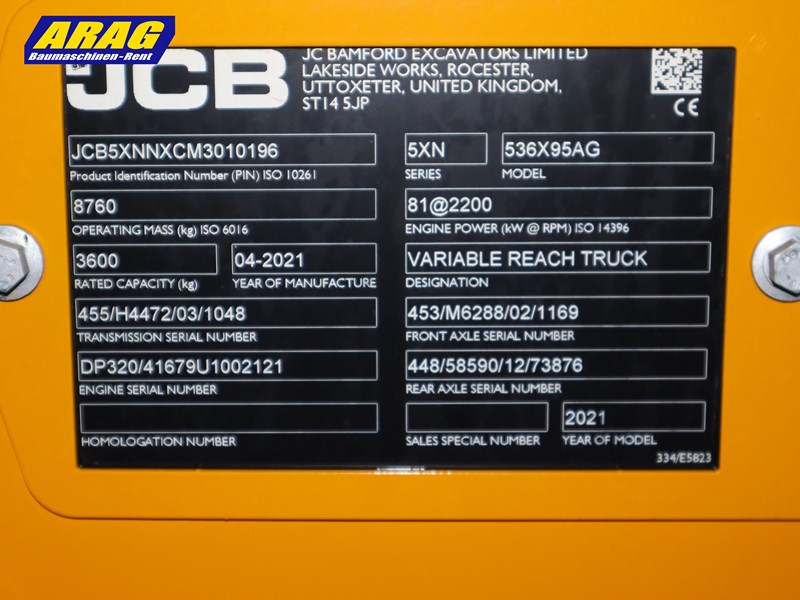 ARAG
Baumaschinen-Rent
JCB
JC BAMFORD EXCAVATORS LIMITED
LAKESIDE WORKS, ROCESTER,
UTTOXETER, UNITED KINGDOM,
ST14 5JP
CE
JCB5XNNXCM3010196
Product Identification Number (PIN) ISO 10261
5XN
SERIES
536X95AG
MODEL
8760
OPERATING MASS (kg) ISO 6016
81@2200
ENGINE POWER (kW @ RPM) ISO 14396
3600
RATED CAPACITY (kg)
04-2021
YEAR OF MANUFACTURE
VARIABLE REACH TRUCK
DESIGNATION
455/H4472/03/1048
TRANSMISSION SERIAL NUMBER
453/M6288/02/1169
FRONT AXLE SERIAL NUMBER
DP320/41679U1002121
ENGINE SERIAL NUMBER
448/58590/12/73876
REAR AXLE SERIAL NUMBER
HOMOLOGATION NUMBER
SALES SPECIAL NUMBER
2021
YEAR OF MODEL
334/E5823